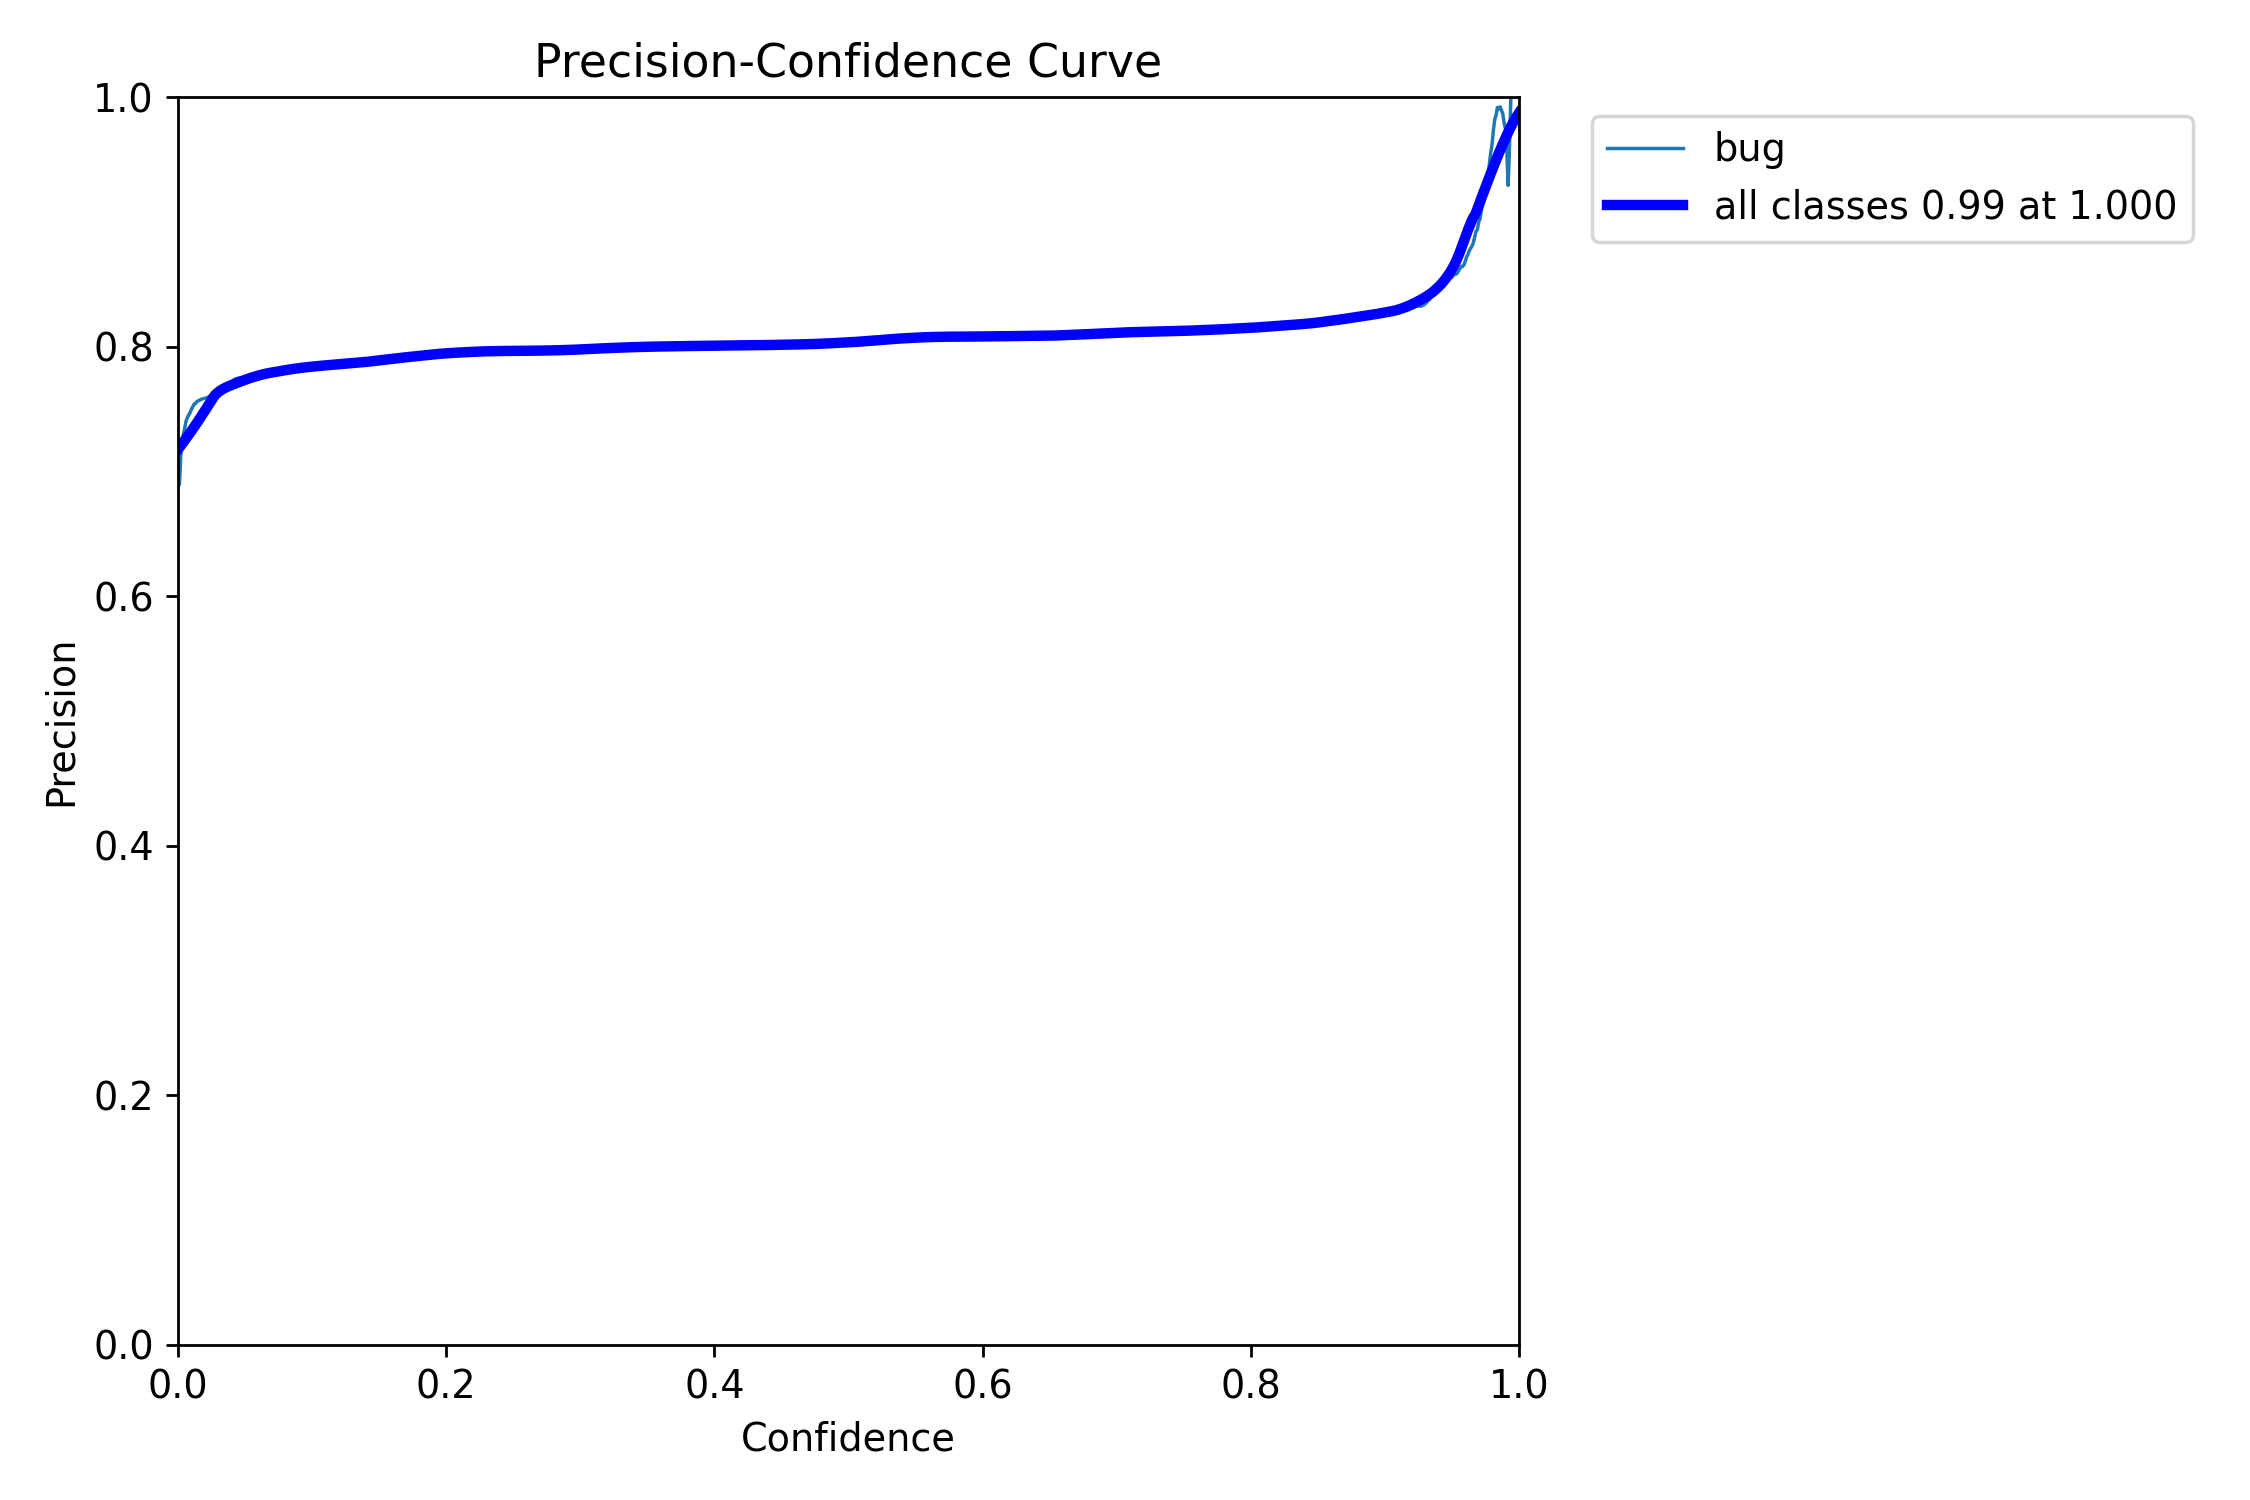 Precision-Confidence Curve
1.0
0.8
0.6
0.4
0.2
0.0
Precision
0.0 0.2 0.4 0.6 0.8 1.0
Confidence
bug
all classes 0.99 at 1.000